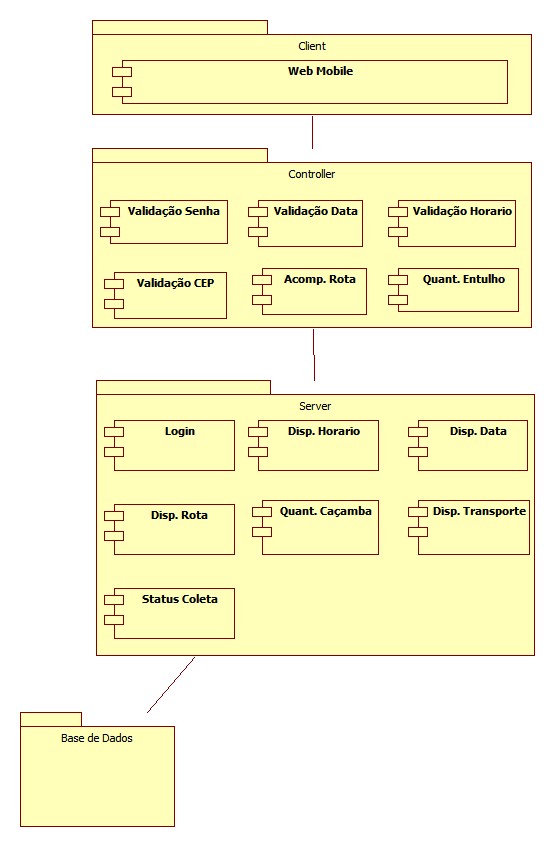 Client
Web Mobile
Controller
Validação Senha
Validação Data
Validação Horario
Validação CEP
Acomp. Rota
Quant. Entulho
Server
Login
Disp. Horario
Disp. Data
Disp. Rota
Quant. Caçamba
Disp. Transporte
Status Coleta
Base de Dados